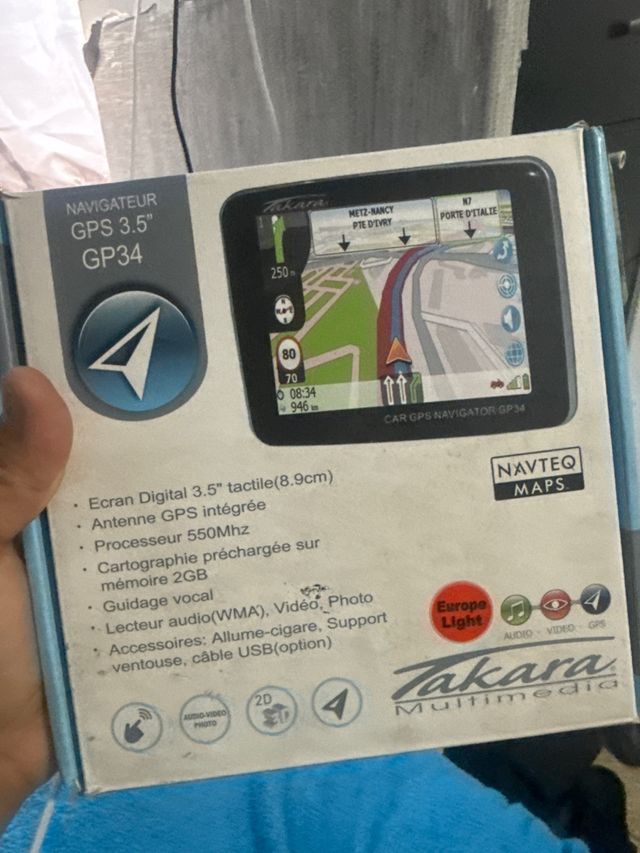 NAVIGATEUR
GPS 3.5"
GP34
Takara
METZ-NANCY
PTE D'IVRY
N7
PORTE D'ITALIE
250 m
80
70
08:34
946 km
CAR GPS NAVIGATOR GP34
NAVTEQ
MAPS
· Ecran Digital 3.5" tactile(8.9cm)
· Antenne GPS intégrée
· Processeur 550Mhz
· Cartographie préchargée sur
mémoire 2GB
· Guidage vocal
· Lecteur audio(WMA), Vidéo, Photo
· Accessoires: Allume-cigare, Support
ventouse, câble USB(option)
Europe
Light
AUDIO - VIDEO - GPS
Takara
Multimedia
AUDIO-VIDEO
PHOTO
2D